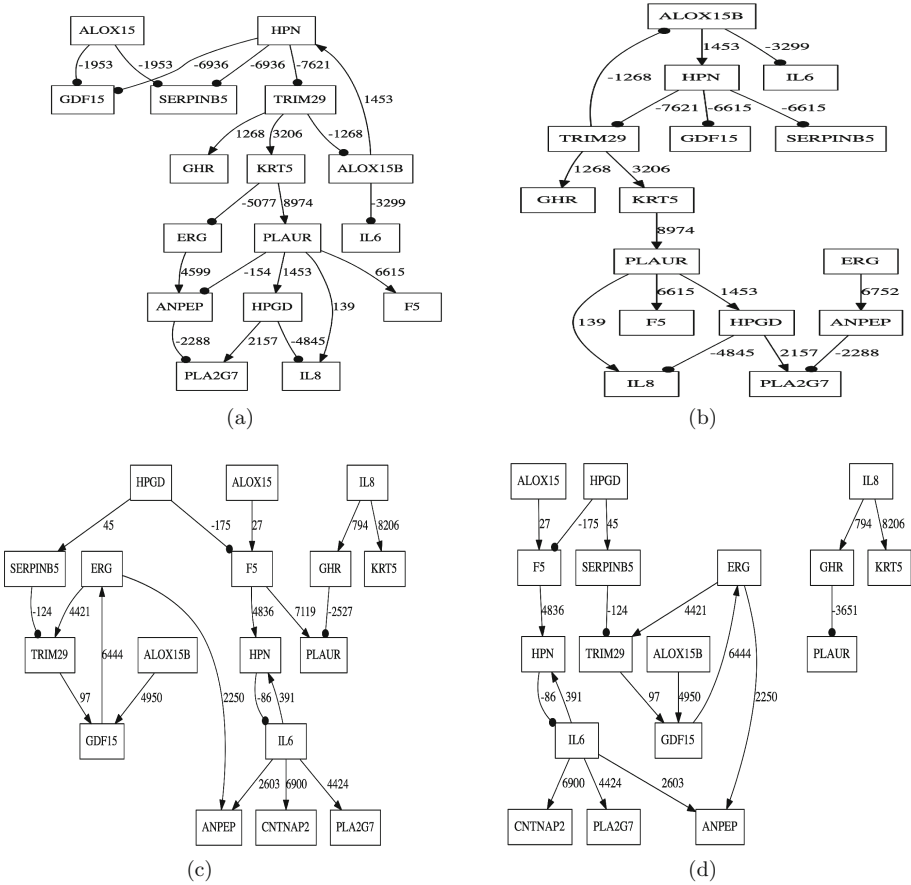 ALOX15 HPN
-1953 -1953 -6936 -6936 -7621
GDF15 SERPINB5 TRIM29 1453
1268 3206 -1268
GHR KRT5 ALOX15B
-5077 8974 -3299
ERG PLAUR IL6
4599 -154 1453 6615
ANPEP HPGD 139 F5
-2288 2157 -4845
PLA2G7 IL8
(a)
ALOX15B
1453 -3299
-1268 HPN IL6
-7621 -6615 -6615
TRIM29 GDF15 SERPINB5
1268 3206
GHR KRT5
8974
PLAUR ERG
6615 1453 6752
139 F5 HPGD ANPEP
-4845 2157 -2288
IL8 PLA2G7
(b)
HPGD ALOX15 IL8
45 -175 27 794 8206
SERPINB5 ERG F5 GHR KRT5
-124 4421 4836 7119 -2527
TRIM29 6444 ALOX15B HPN PLAUR
97 4950 2250 -86 391
GDF15 IL6
2603 6900 4424
ANPEP CNTNAP2 PLA2G7
(c)
ALOX15 HPGD IL8
27 -175 45 794 8206
F5 SERPINB5 ERG GHR KRT5
4836 -124 4421 -3651
HPN TRIM29 ALOX15B 6444 PLAUR
-86 391 97 4950 2250
IL6 GDF15
6900 4424 2603
CNTNAP2 PLA2G7 ANPEP
(d)